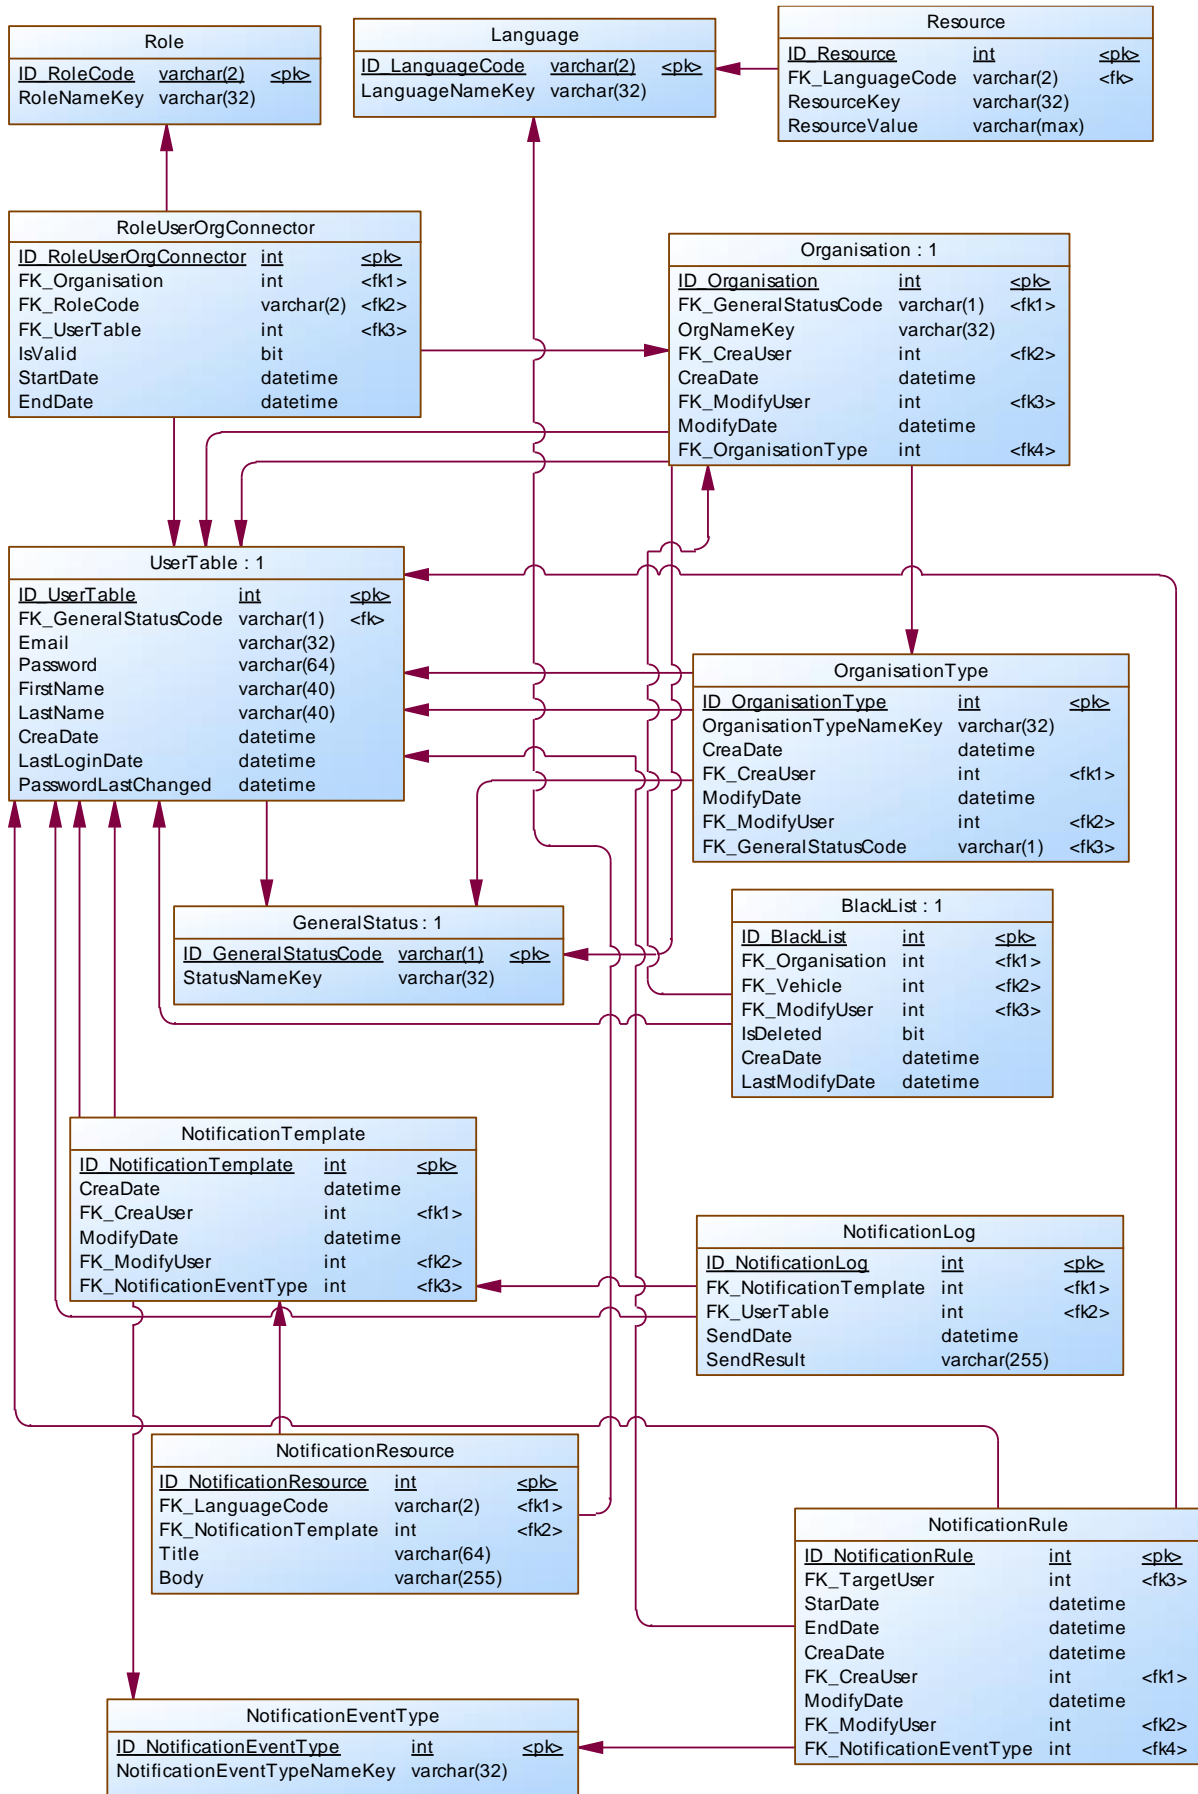 Role
ID_RoleCode varchar(2) <pk>
RoleNameKey varchar(32)
Language
ID_LanguageCode varchar(2) <pk>
LanguageNameKey varchar(32)
Resource
ID_Resource int <pk>
FK_LanguageCode varchar(2) <fk>
ResourceKey varchar(32)
ResourceValue varchar(max)
RoleUserOrgConnector
ID_RoleUserOrgConnector int <pk>
FK_Organisation int <fk1>
FK_RoleCode varchar(2) <fk2>
FK_UserTable int <fk3>
IsValid bit
StartDate datetime
EndDate datetime
Organisation : 1
ID_Organisation int <pk>
FK_GeneralStatusCode varchar(1) <fk1>
OrgNameKey varchar(32)
FK_CreaUser int <fk2>
CreaDate datetime
FK_ModifyUser int <fk3>
ModifyDate datetime
FK_OrganisationType int <fk4>
UserTable : 1
ID_UserTable int <pk>
FK_GeneralStatusCode varchar(1) <fk>
Email varchar(32)
Password varchar(64)
FirstName varchar(40)
LastName varchar(40)
CreaDate datetime
LastLoginDate datetime
PasswordLastChanged datetime
OrganisationType
ID_OrganisationType int <pk>
OrganisationTypeNameKey varchar(32)
CreaDate datetime
FK_CreaUser int <fk1>
ModifyDate datetime
FK_ModifyUser int <fk2>
FK_GeneralStatusCode varchar(1) <fk3>
GeneralStatus : 1
ID_GeneralStatusCode varchar(1) <pk>
StatusNameKey varchar(32)
BlackList : 1
ID_BlackList int <pk>
FK_Organisation int <fk1>
FK_Vehicle int <fk2>
FK_ModifyUser int <fk3>
IsDeleted bit
CreaDate datetime
LastModifyDate datetime
NotificationTemplate
ID_NotificationTemplate int <pk>
CreaDate datetime
FK_CreaUser int <fk1>
ModifyDate datetime
FK_ModifyUser int <fk2>
FK_NotificationEventType int <fk3>
NotificationLog
ID_NotificationLog int <pk>
FK_NotificationTemplate int <fk1>
FK_UserTable int <fk2>
SendDate datetime
SendResult varchar(255)
NotificationResource
ID_NotificationResource int <pk>
FK_LanguageCode varchar(2) <fk1>
FK_NotificationTemplate int <fk2>
Title varchar(64)
Body varchar(255)
NotificationRule
ID_NotificationRule int <pk>
FK_TargetUser int <fk3>
StarDate datetime
EndDate datetime
CreaDate datetime
FK_CreaUser int <fk1>
ModifyDate datetime
FK_ModifyUser int <fk2>
FK_NotificationEventType int <fk4>
NotificationEventType
ID_NotificationEventType int <pk>
NotificationEventTypeNameKey varchar(32)